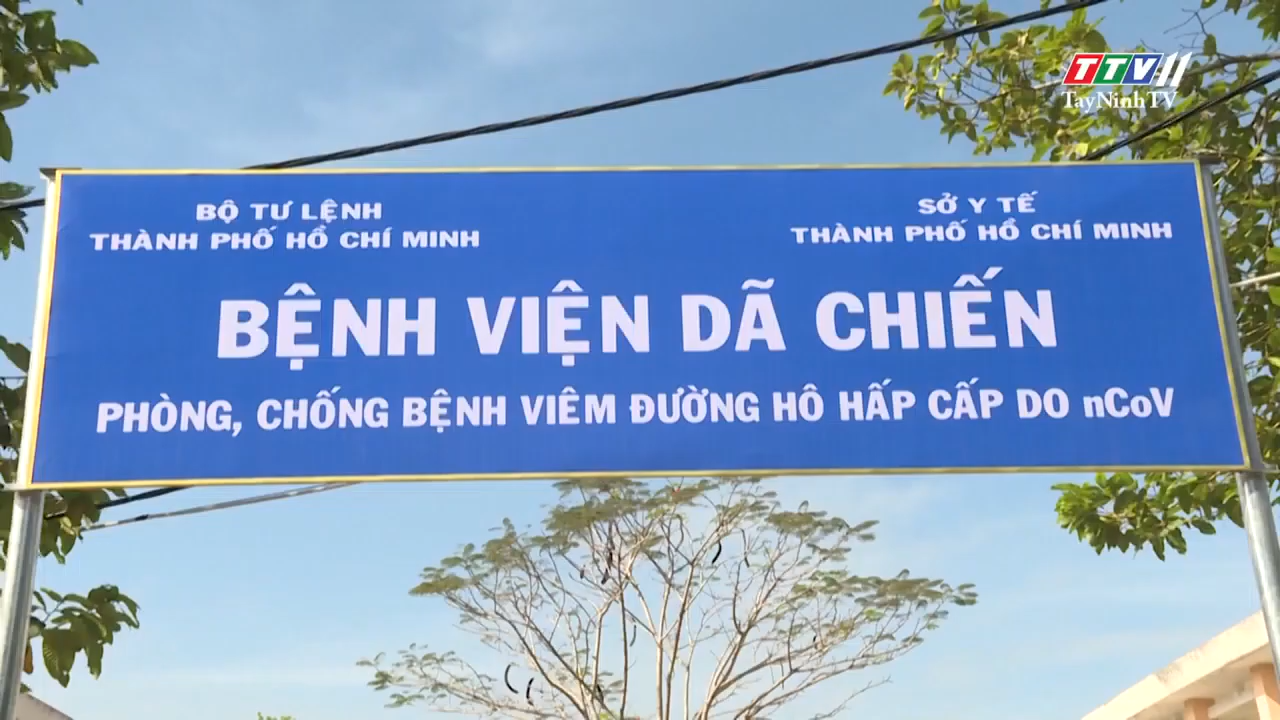 TTV11
TayNinhTV
BỘ TƯ LỆNH
THÀNH PHỐ HỒ CHÍ MINH
SỞ Y TẾ
THÀNH PHỐ HỒ CHÍ MINH
BỆNH VIỆN DÃ CHIẾN
PHÒNG, CHỐNG BỆNH VIÊM ĐƯỜNG HÔ HẤP CẤP DO nCoV